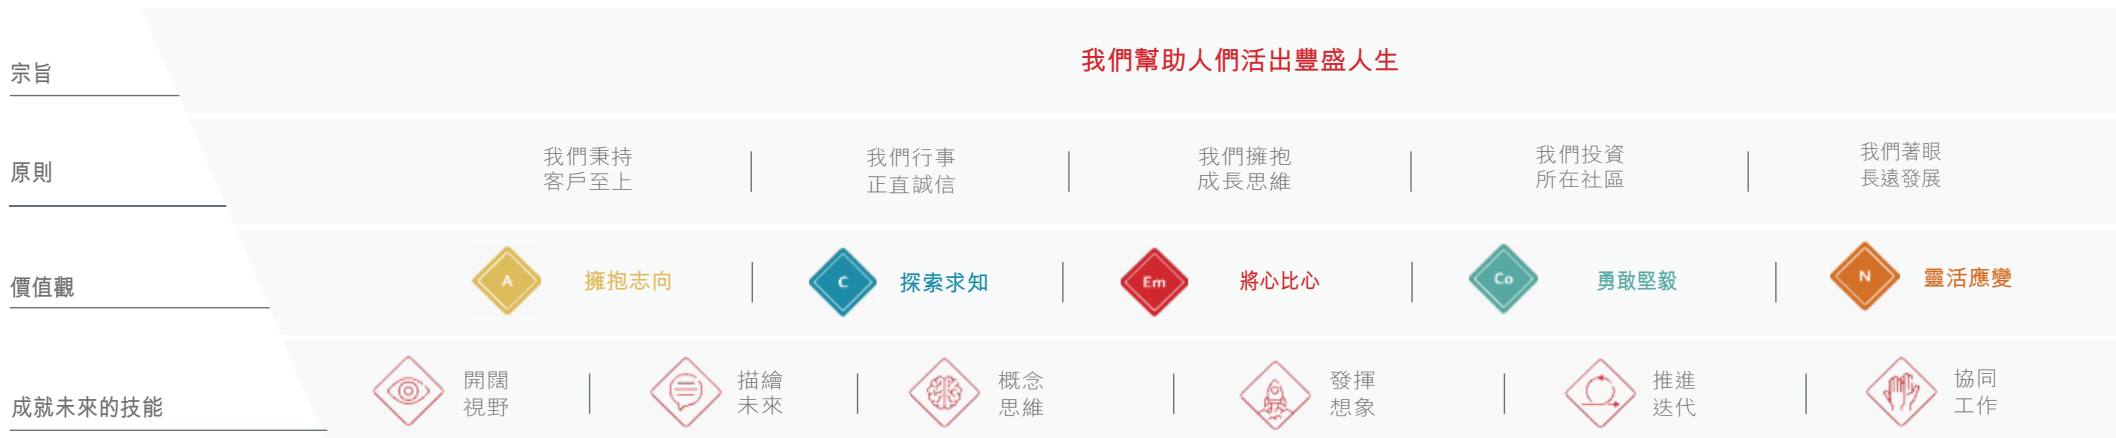 宗旨
我們幫助人們活出豐盛人生
原則
我們秉持
客戶至上
我們行事
正直誠信
我們擁抱
成長思維
我們投資
所在社區
我們著眼
長遠發展
價值觀
A
擁抱志向
C
探索求知
Em
將心比心
Co
勇敢堅毅
N
靈活應變
成就未來的技能
開闊
視野
描繪
未來
概念
思維
發揮
想象
推進
迭代
協同
工作